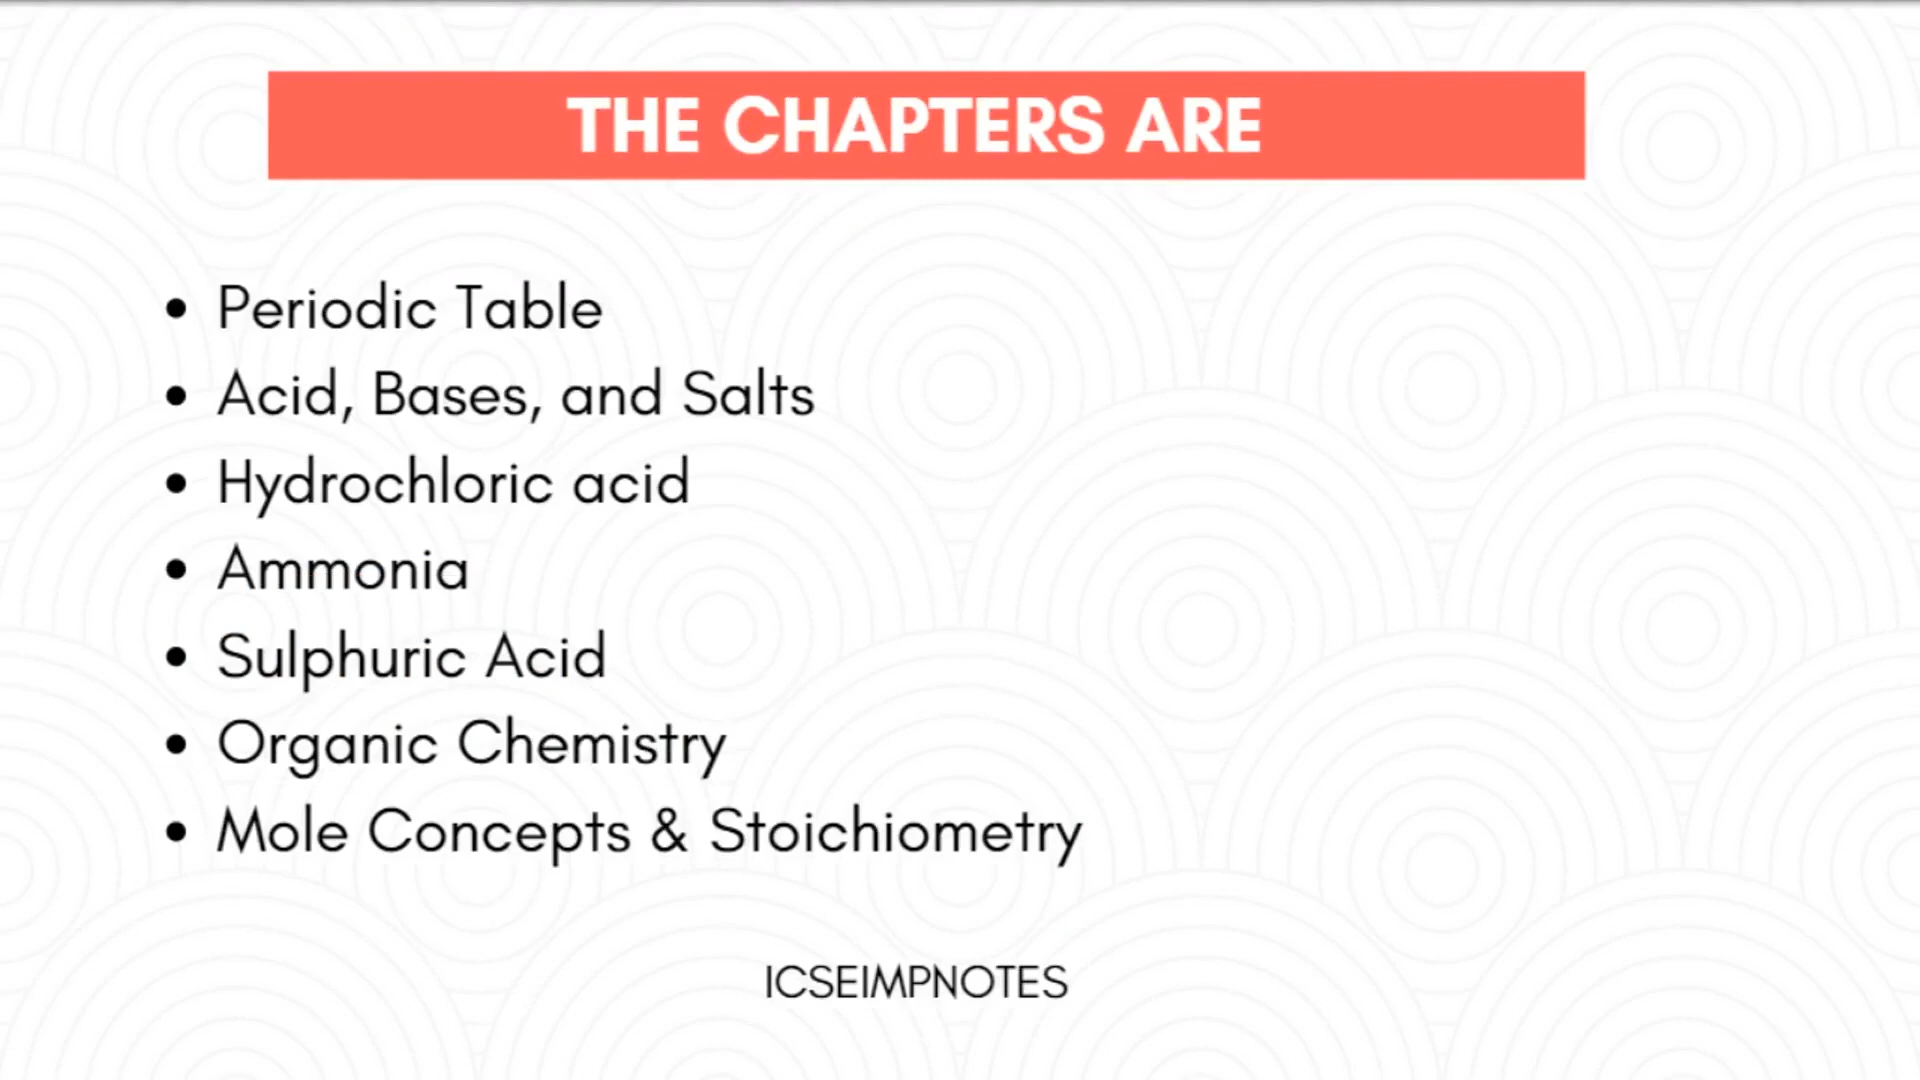 THE CHAPTERS ARE
• Periodic Table
• Acid, Bases, and Salts
• Hydrochloric acid
• Ammonia
• Sulphuric Acid
• Organic Chemistry
• Mole Concepts & Stoichiometry
ICSEIMPNOTES